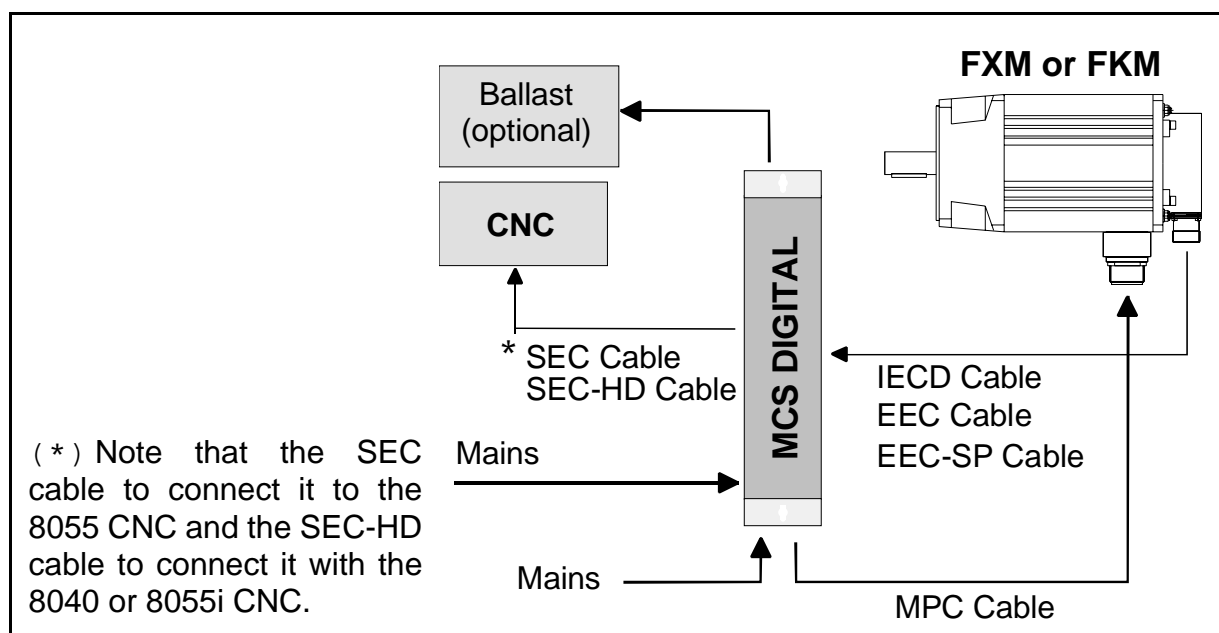 FXM or FKM
Ballast
(optional)
CNC
MCS DIGITAL
* SEC Cable
SEC-HD Cable
IECD Cable
EEC Cable
EEC-SP Cable
(*) Note that the SEC
cable to connect it to the
8055 CNC and the SEC-HD
cable to connect it with the
8040 or 8055i CNC.
Mains
Mains
MPC Cable